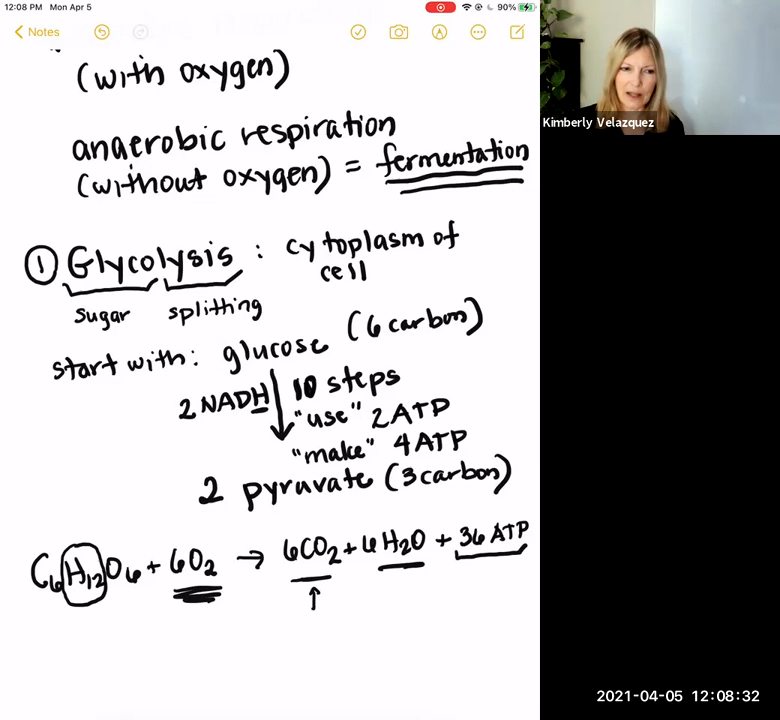 12:08 PM Mon Apr 5
90%
Notes
(with oxygen)
anaerobic respiration
(without oxygen) = fermentation
① Glycolysis : cytoplasm of
cell
sugar splitting
start with: glucose (6 carbon)
2 NADH 10 steps
"use" 2 ATP
"make" 4 ATP
2 pyruvate (3 carbon)
C6H12O6 + 6O2 → 6CO2 + 6H2O + 36 ATP
Kimberly Velazquez
2021-04-05 12:08:32